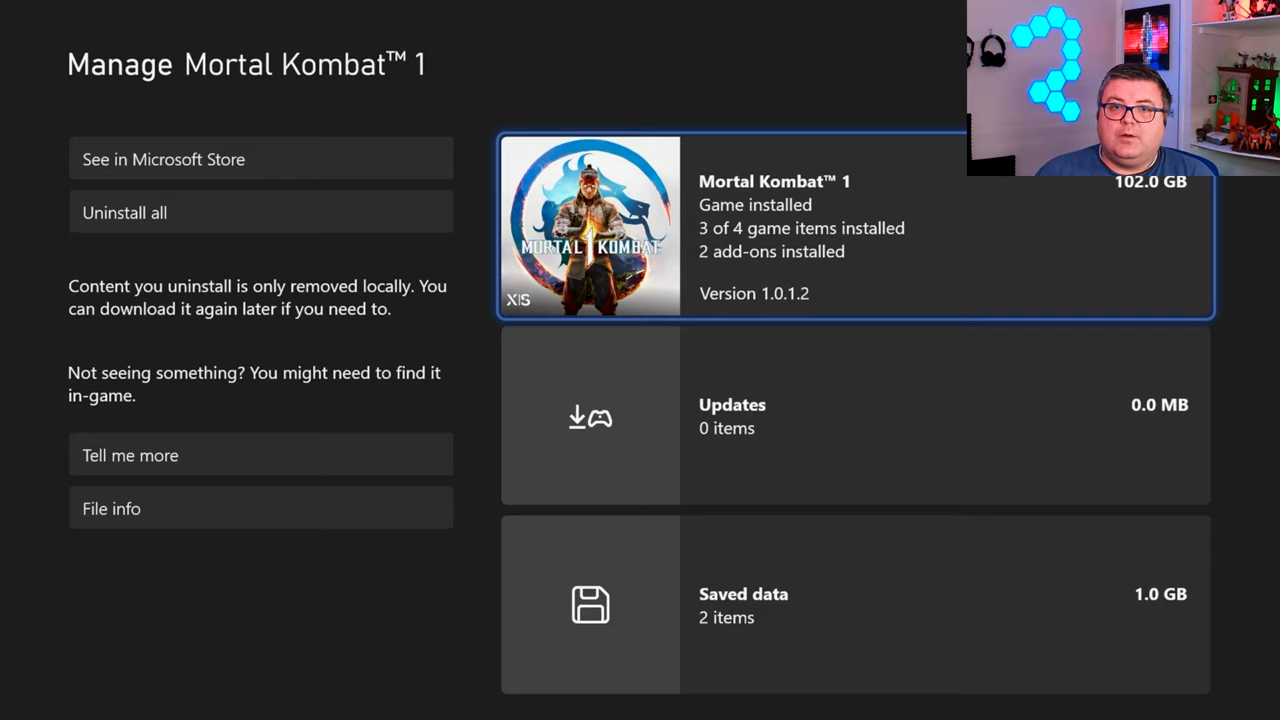 Manage Mortal Kombat™ 1
See in Microsoft Store
Uninstall all
Content you uninstall is only removed locally. You
can download it again later if you need to.
Not seeing something? You might need to find it
in-game.
Tell me more
File info
MORTAL KOMBAT 1
X|S
Mortal Kombat™ 1
102.0 GB
Game installed
3 of 4 game items installed
2 add-ons installed
Version 1.0.1.2
Updates
0.0 MB
0 items
Saved data
1.0 GB
2 items